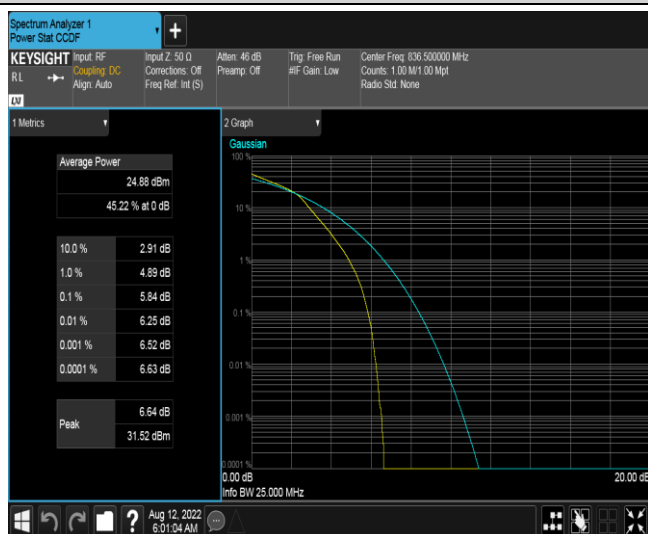 Spectrum Analyzer 1
Power Stat CCDF
KEYSIGHT
RL
LXI
Input: RF
Coupling: DC
Align: Auto
Input Z: 50 Ω
Corrections: Off
Freq Ref: Int (S)
Atten: 46 dB
Preamp: Off
Trig: Free Run
#IF Gain: Low
Center Freq: 836.500000 MHz
Counts: 1.00 M/1.00 Mpt
Radio Std: None
1 Metrics
Average Power
24.88 dBm
45.22 % at 0 dB
10.0 % 2.91 dB
1.0 % 4.89 dB
0.1 % 5.84 dB
0.01 % 6.25 dB
0.001 % 6.52 dB
0.0001 % 6.63 dB
Peak
6.64 dB
31.52 dBm
2 Graph
Gaussian
100 %
10 %
1 %
0.1 %
0.01 %
0.001 %
0.0001 %
0.00 dB 20.00 dB
Info BW 25.000 MHz
Aug 12, 2022
6:01:04 AM